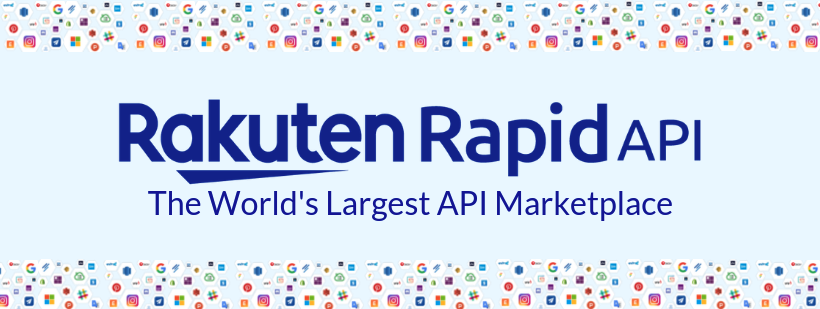 Rakuten Rapid API
The World's Largest API Marketplace